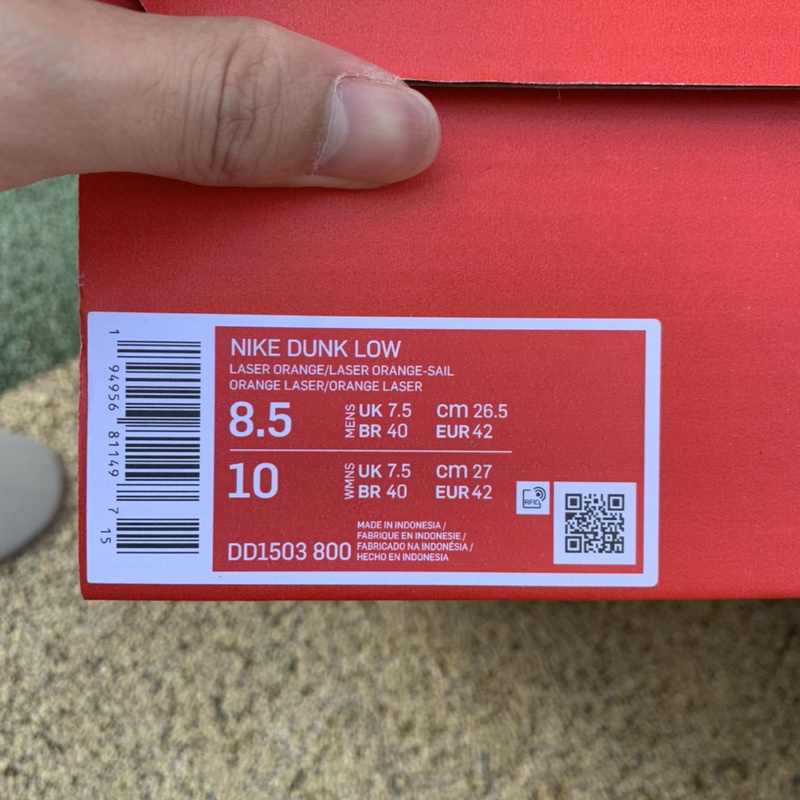 1
94956
81149
7
15
NIKE DUNK LOW
LASER ORANGE/LASER ORANGE-SAIL
ORANGE LASER/ORANGE LASER
8.5 MENS UK 7.5 cm 26.5
BR 40 EUR 42
10 WMNS UK 7.5 cm 27
BR 40 EUR 42
RFID
DD1503 800
MADE IN INDONESIA /
FABRIQUE EN INDONESIE /
FABRICADO NA INDONÉSIA /
HECHO EN INDONESIA